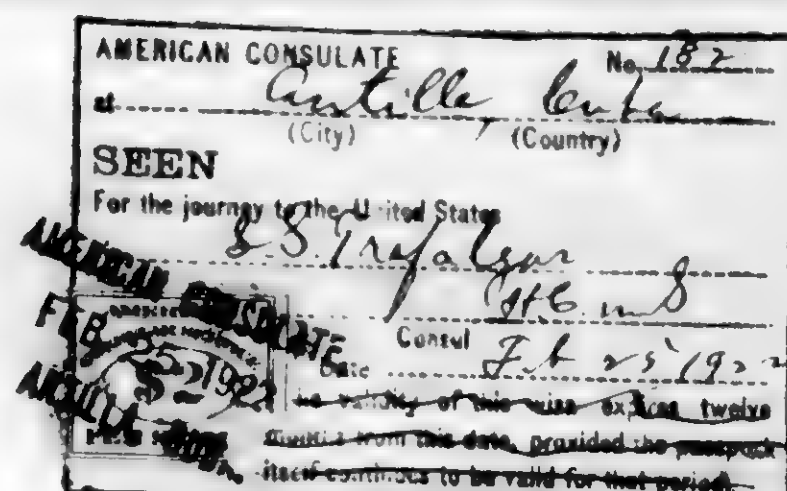 AMERICAN CONSULATE No. 182
at Antilla, Cuba
(City) (Country)
SEEN
For the journey to the United States
S.S. Trafalgar
Consul
Date Feb 25 1922
validity of this visa expires twelve
months from this date, provided the passport
itself continues to be valid for that period.
AMERICAN CONSULATE
FEB 25 1922
ANTILLA, CUBA.
$2